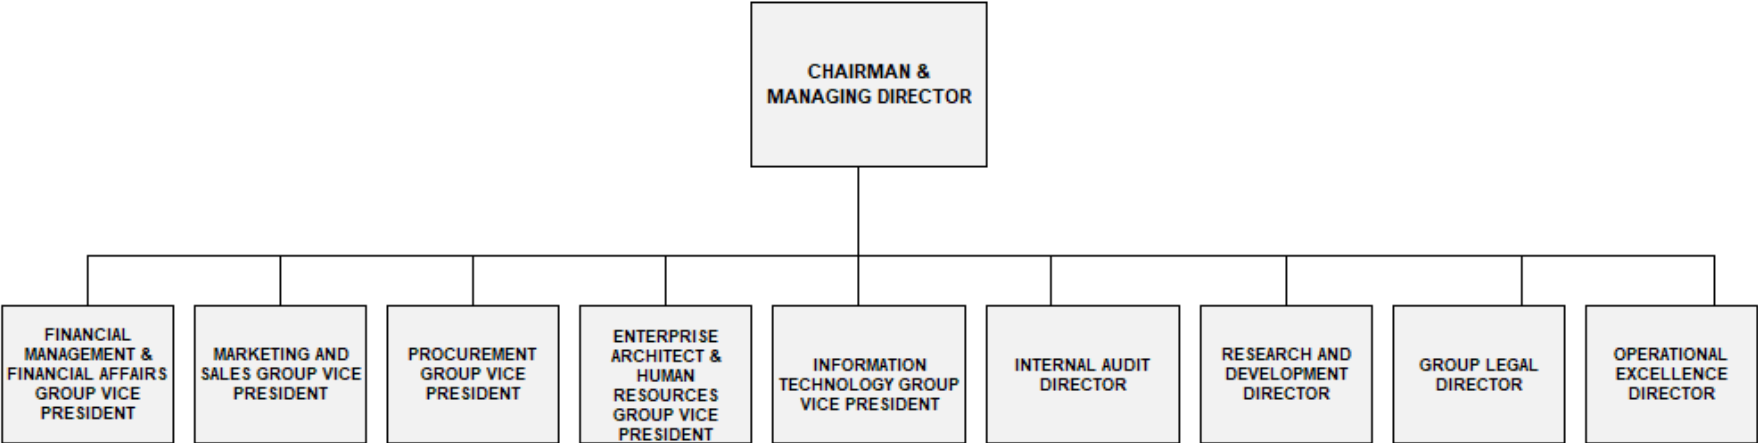 CHAIRMAN &
MANAGING DIRECTOR
FINANCIAL
MANAGEMENT &
FINANCIAL AFFAIRS
GROUP VICE
PRESIDENT
MARKETING AND
SALES GROUP VICE
PRESIDENT
PROCUREMENT
GROUP VICE
PRESIDENT
ENTERPRISE
ARCHITECT &
HUMAN
RESOURCES
GROUP VICE
PRESIDENT
INFORMATION
TECHNOLOGY GROUP
VICE PRESIDENT
INTERNAL AUDIT
DIRECTOR
RESEARCH AND
DEVELOPMENT
DIRECTOR
GROUP LEGAL
DIRECTOR
OPERATIONAL
EXCELLENCE
DIRECTOR